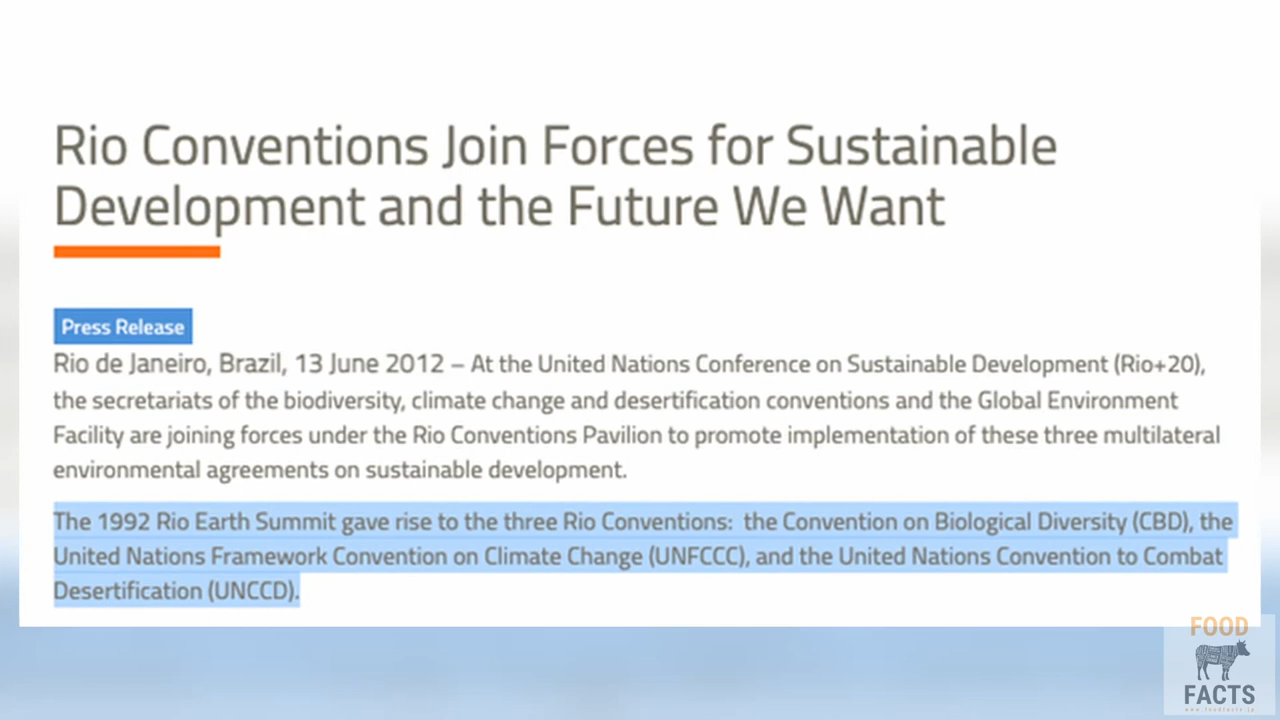 Rio Conventions Join Forces for Sustainable
Development and the Future We Want
Press Release
Rio de Janeiro, Brazil, 13 June 2012 – At the United Nations Conference on Sustainable Development (Rio+20),
the secretariats of the biodiversity, climate change and desertification conventions and the Global Environment
Facility are joining forces under the Rio Conventions Pavilion to promote implementation of these three multilateral
environmental agreements on sustainable development.
The 1992 Rio Earth Summit gave rise to the three Rio Conventions:  the Convention on Biological Diversity (CBD), the
United Nations Framework Convention on Climate Change (UNFCCC), and the United Nations Convention to Combat
Desertification (UNCCD).
FOOD
FACTS